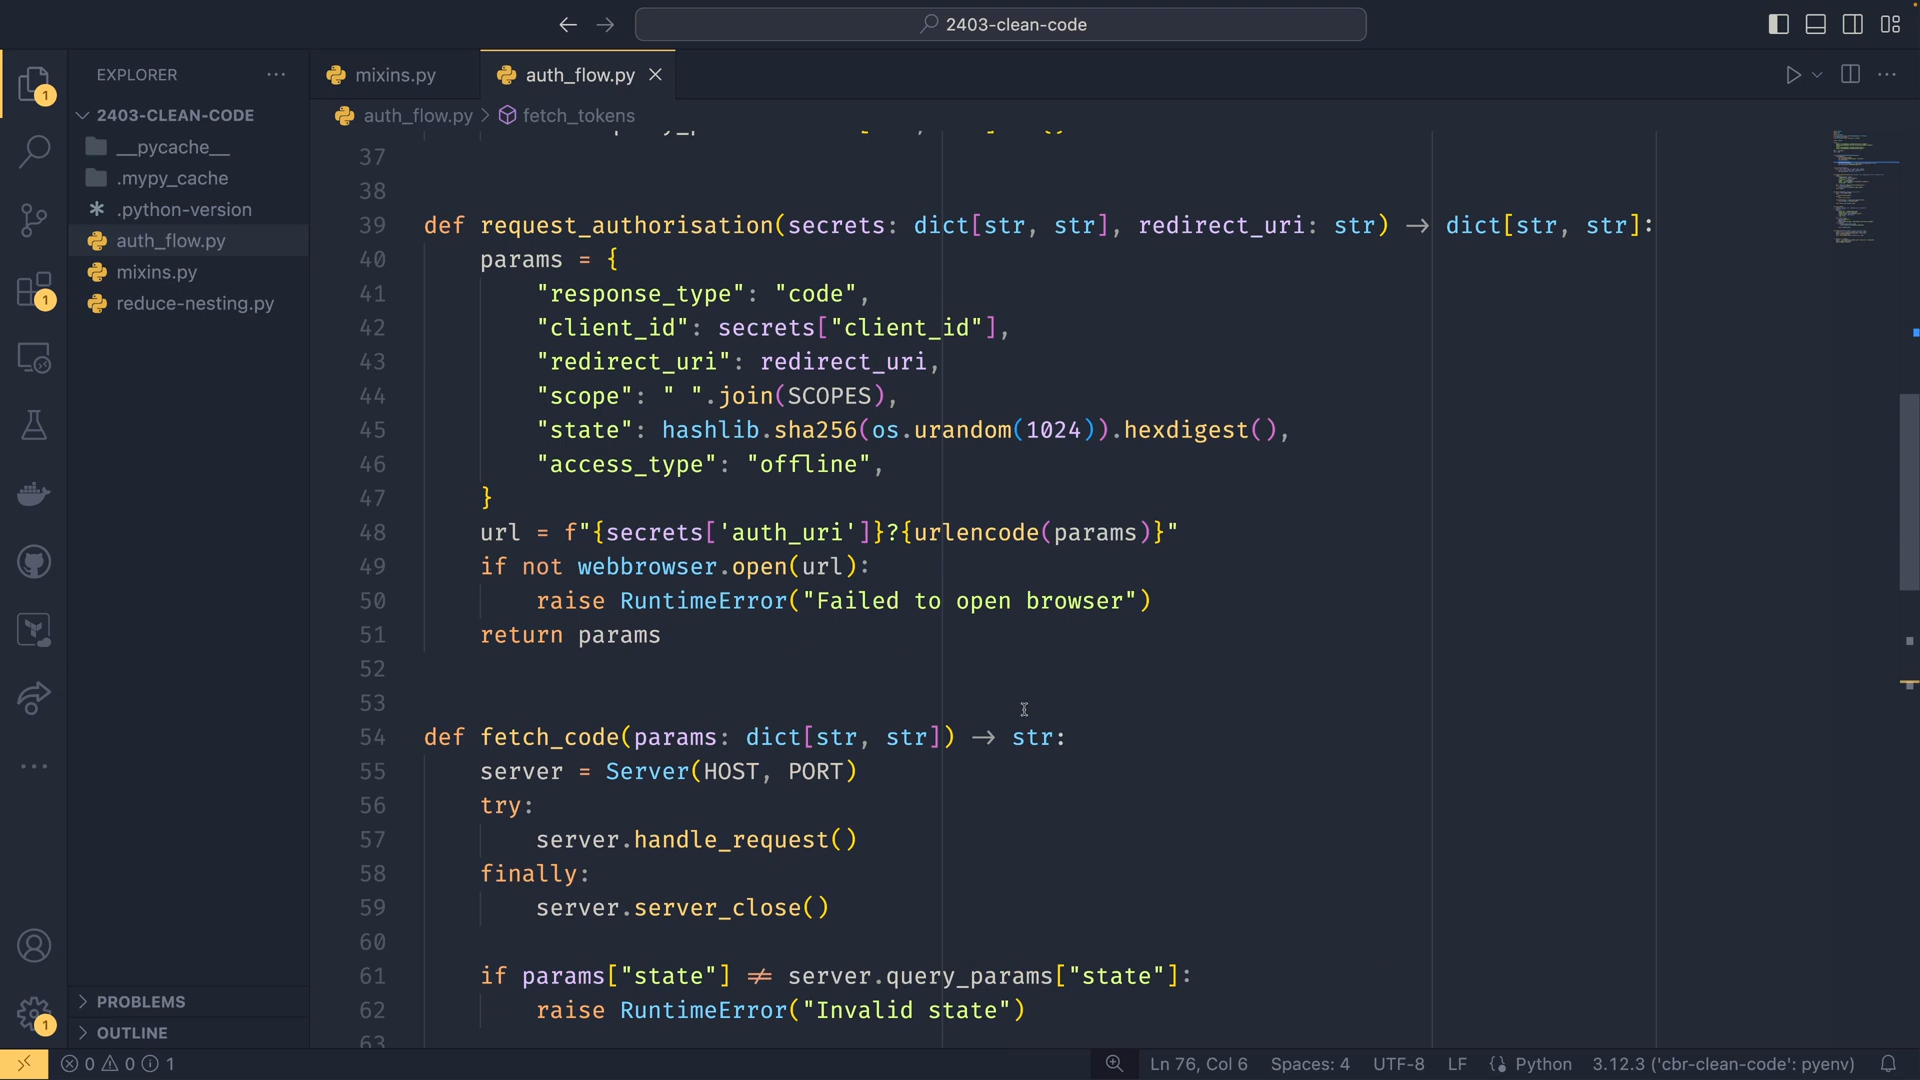 2403-clean-code
EXPLORER
mixins.py
auth_flow.py
auth_flow.py > fetch_tokens
2403-CLEAN-CODE
__pycache__
.mypy_cache
.python-version
auth_flow.py
mixins.py
reduce-nesting.py
37
38
39 def request_authorisation(secrets: dict[str, str], redirect_uri: str) → dict[str, str]:
40 params = {
41 "response_type": "code",
42 "client_id": secrets["client_id"],
43 "redirect_uri": redirect_uri,
44 "scope": " ".join(SCOPES),
45 "state": hashlib.sha256(os.urandom(1024)).hexdigest(),
46 "access_type": "offline",
47 }
48 url = f"{secrets['auth_uri']}?{urlencode(params)}"
49 if not webbrowser.open(url):
50 raise RuntimeError("Failed to open browser")
51 return params
52
53
54 def fetch_code(params: dict[str, str]) → str:
55 server = Server(HOST, PORT)
56 try:
57 server.handle_request()
58 finally:
59 server.server_close()
60
61 if params["state"] ≠ server.query_params["state"]:
62 raise RuntimeError("Invalid state")
63
1
1
1
PROBLEMS
OUTLINE
0 0 1
Ln 76, Col 6
Spaces: 4
UTF-8
LF
Python
3.12.3 ('cbr-clean-code': pyenv)